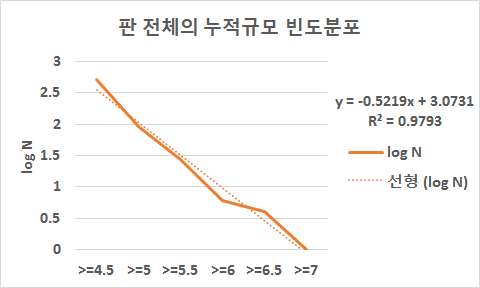 판 전체의 누적규모 빈도분포
3
2.5
2
1.5
1
0.5
0
log N
>=4.5 >=5 >=5.5 >=6 >=6.5 >=7
y = -0.5219x + 3.0731
R² = 0.9793
log N
선형 (log N)